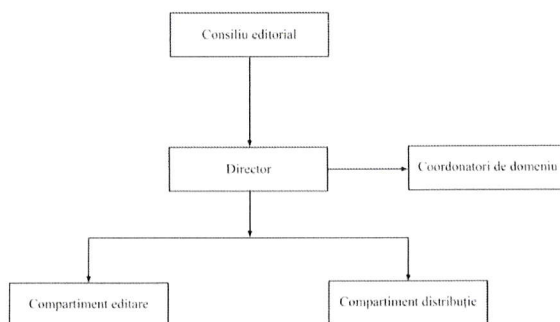 Consiliu editorial
Director
Coordonatori de domeniu
Compartiment editare
Compartiment distribuție